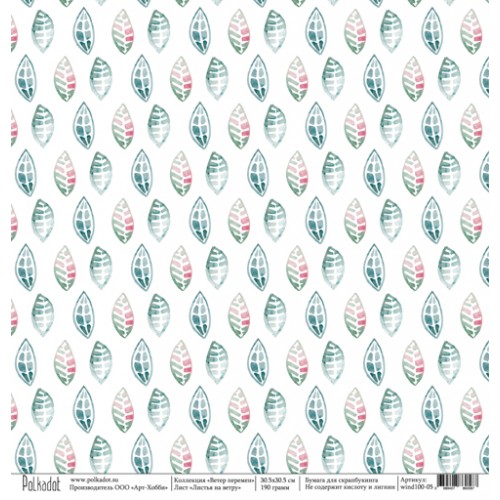 Polkadot
www.polkadot.ru
Производитель ООО «Арт-Хобби»
Коллекция «Ветер перемен»
Лист «Листья на ветру»
30.5x30.5 см
190 грамм
Бумага для скрапбукинга
Не содержит кислоту и лигнин
Артикул:
wind100-05